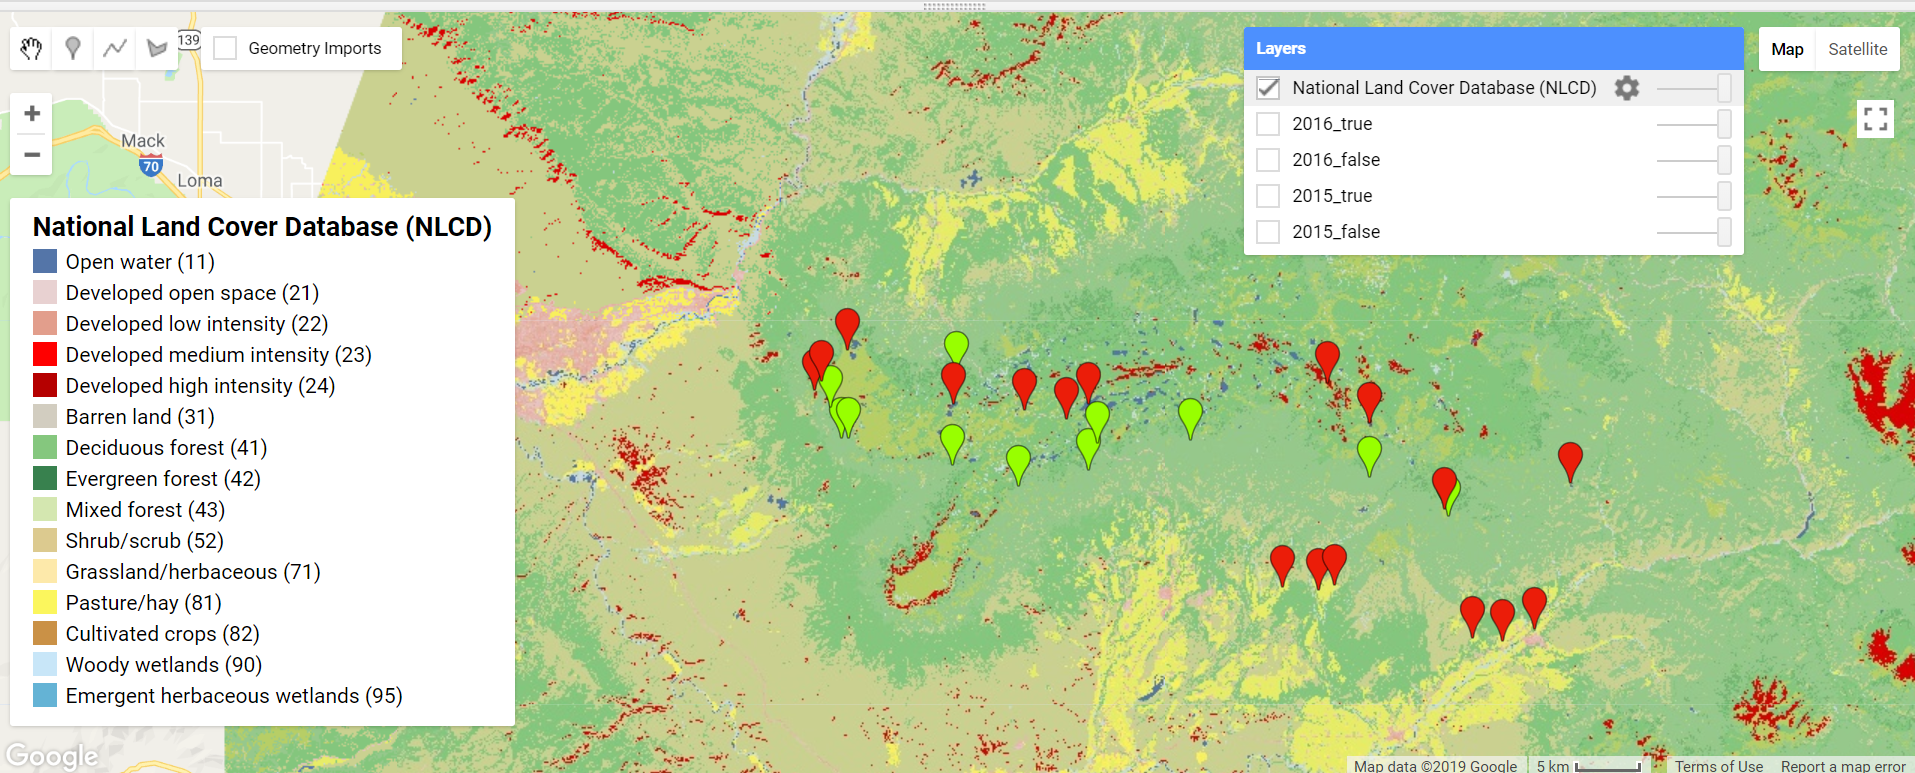 139
Geometry Imports
Layers
Map Satellite
National Land Cover Database (NLCD)
2016_true
2016_false
2015_true
2015_false
+
−
Mack
70
Loma
National Land Cover Database (NLCD)
Open water (11)
Developed open space (21)
Developed low intensity (22)
Developed medium intensity (23)
Developed high intensity (24)
Barren land (31)
Deciduous forest (41)
Evergreen forest (42)
Mixed forest (43)
Shrub/scrub (52)
Grassland/herbaceous (71)
Pasture/hay (81)
Cultivated crops (82)
Woody wetlands (90)
Emergent herbaceous wetlands (95)
Google
Map data ©2019 Google 5 km Terms of Use Report a map error